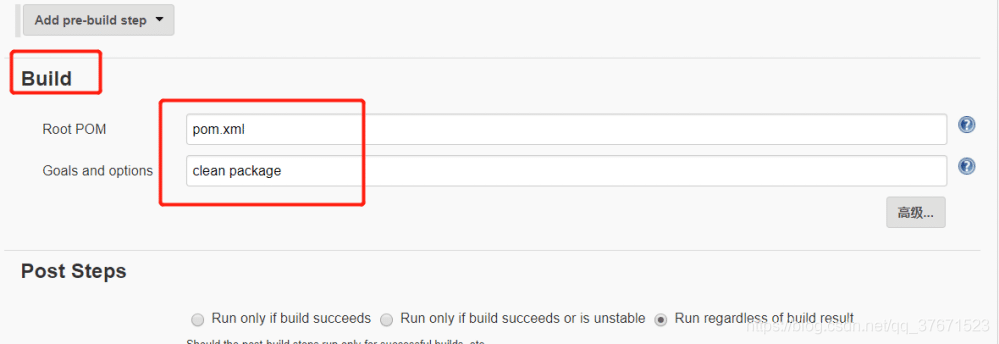 Add pre-build step
Build
Root POM
pom.xml
Goals and options
clean package
高级...
Post Steps
Run only if build succeeds Run only if build succeeds or is unstable Run regardless of build result
Should the post-build steps run only for successful builds, etc.
https://blog.csdn.net/qq_37671523